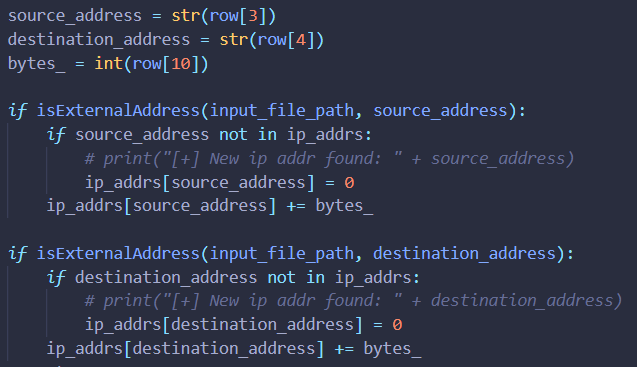 source_address = str(row[3])
destination_address = str(row[4])
bytes_ = int(row[10])

if isExternalAddress(input_file_path, source_address):
    if source_address not in ip_addrs:
        # print("[+] New ip addr found: " + source_address)
        ip_addrs[source_address] = 0
    ip_addrs[source_address] += bytes_

if isExternalAddress(input_file_path, destination_address):
    if destination_address not in ip_addrs:
        # print("[+] New ip addr found: " + destination_address)
        ip_addrs[destination_address] = 0
    ip_addrs[destination_address] += bytes_